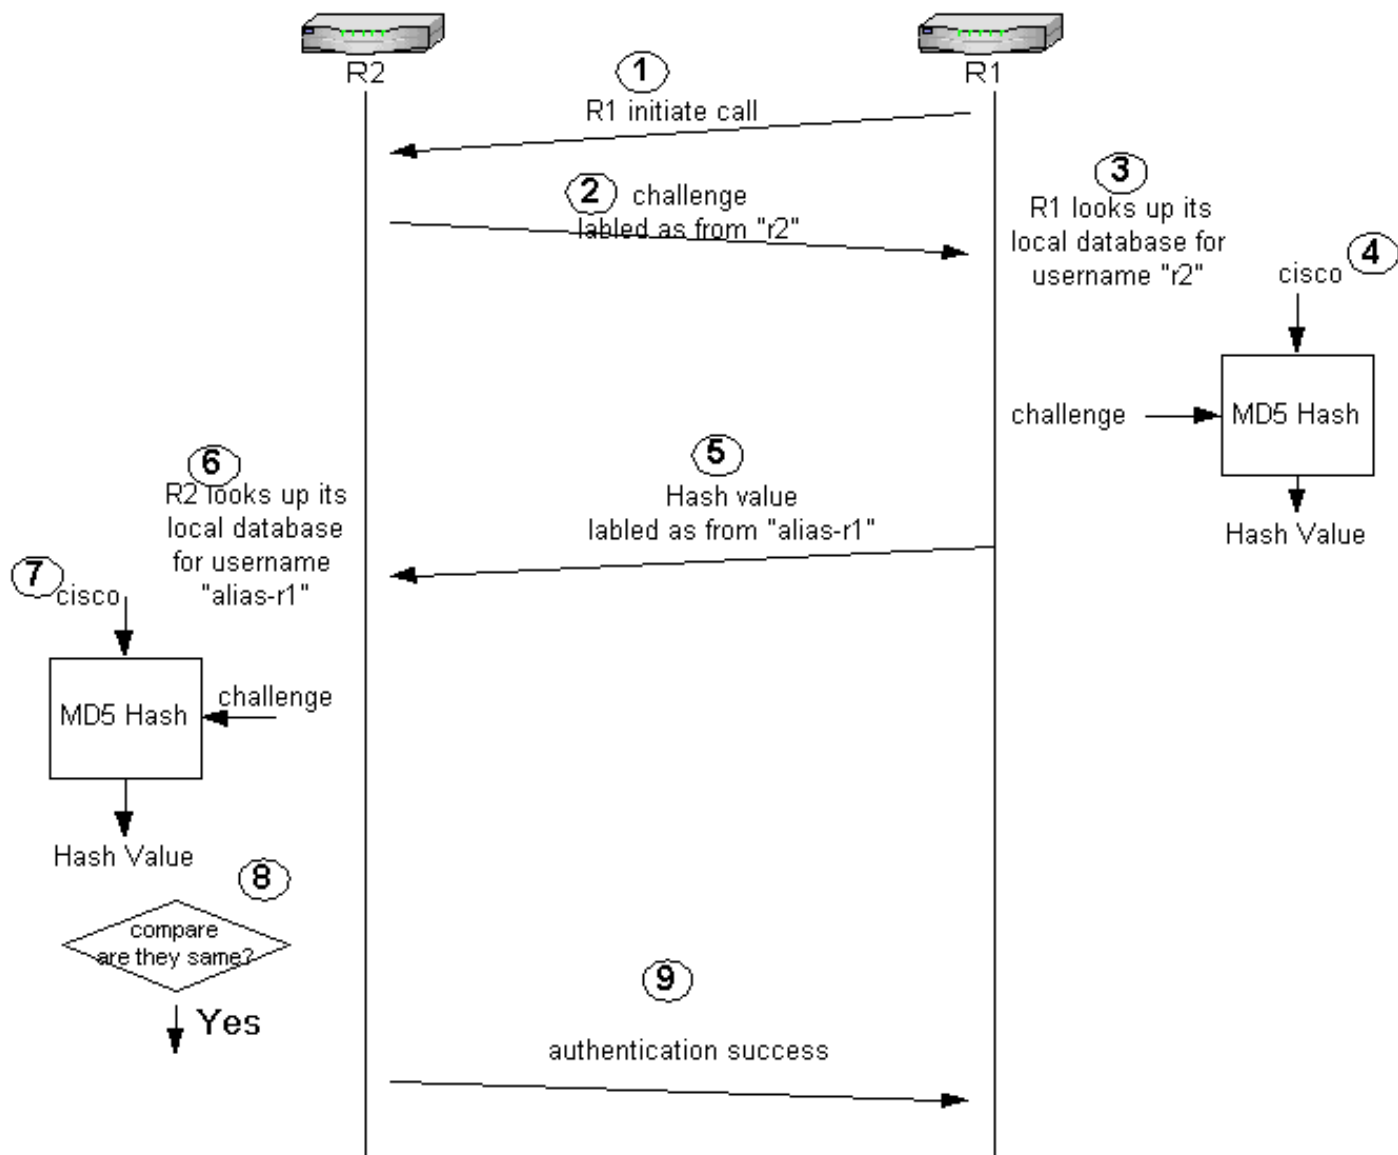 R2
R1
1
R1 initiate call
2
challenge
labled as from "r2"
3
R1 looks up its
local database for
username "r2"
4
cisco
challenge
MD5 Hash
Hash Value
5
Hash value
labled as from "alias-r1"
6
R2 looks up its
local database
for username
"alias-r1"
7
cisco
MD5 Hash
challenge
Hash Value
8
compare
are they same?
Yes
9
authentication success